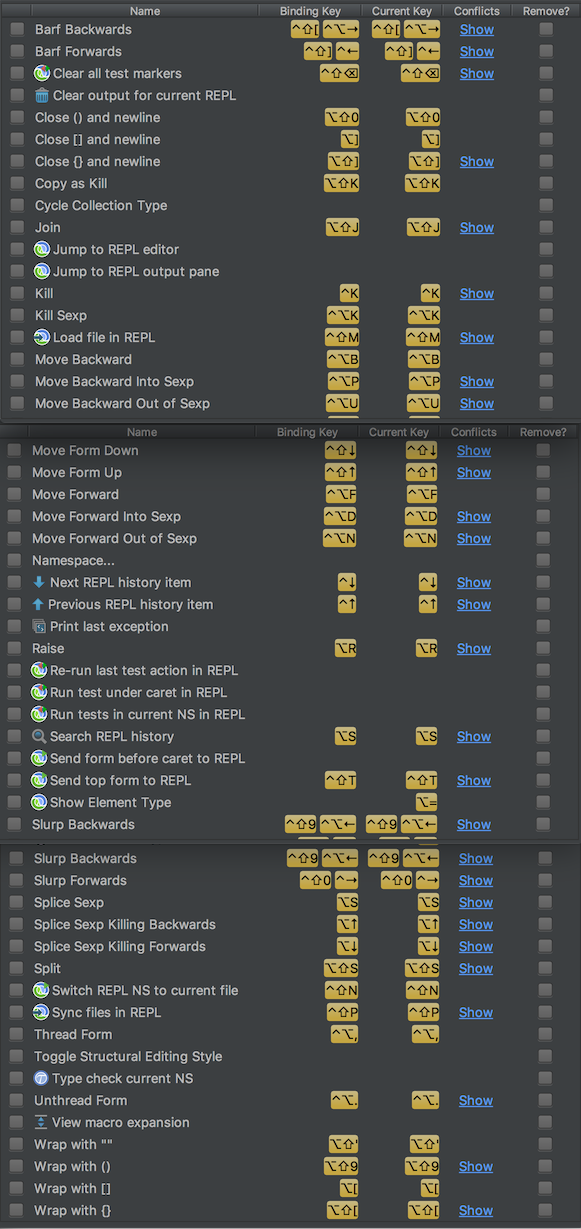 Name Binding Key Current Key Conflicts Remove?
Barf Backwards ^⇧[ ^⌥→ ^⇧[ ^⌥→ Show
Barf Forwards ^⇧] ^← ^⇧] ^← Show
Clear all test markers ^⇧⌫ ^⇧⌫ Show
Clear output for current REPL
Close () and newline ⌥⇧0 ⌥⇧0
Close [] and newline ⌥] ⌥]
Close {} and newline ⌥⇧] ⌥⇧] Show
Copy as Kill ⌥⇧K ⌥⇧K
Cycle Collection Type
Join ⌥⇧J ⌥⇧J Show
Jump to REPL editor
Jump to REPL output pane
Kill ^K ^K Show
Kill Sexp ^⌥K ^⌥K
Load file in REPL ^⇧M ^⇧M Show
Move Backward ^⌥B ^⌥B
Move Backward Into Sexp ^⌥P ^⌥P Show
Move Backward Out of Sexp ^⌥U ^⌥U Show
Name Binding Key Current Key Conflicts Remove?
Move Form Down ^⇧↓ ^⇧↓ Show
Move Form Up ^⇧↑ ^⇧↑ Show
Move Forward ^⌥F ^⌥F
Move Forward Into Sexp ^⌥D ^⌥D Show
Move Forward Out of Sexp ^⌥N ^⌥N Show
Namespace...
Next REPL history item ^↓ ^↓ Show
Previous REPL history item ^↑ ^↑ Show
Print last exception
Raise ⌥R ⌥R Show
Re-run last test action in REPL
Run test under caret in REPL
Run tests in current NS in REPL
Search REPL history ⌥S ⌥S Show
Send form before caret to REPL
Send top form to REPL ^⇧T ^⇧T Show
Show Element Type ⌥=
Slurp Backwards ^⇧9 ^⌥← ^⇧9 ^⌥← Show
Slurp Backwards ^⇧9 ^⌥← ^⇧9 ^⌥← Show
Slurp Forwards ^⇧0 ^→ ^⇧0 ^→ Show
Splice Sexp ⌥S ⌥S Show
Splice Sexp Killing Backwards ⌥↑ ⌥↑ Show
Splice Sexp Killing Forwards ⌥↓ ⌥↓ Show
Split ⌥⇧S ⌥⇧S Show
Switch REPL NS to current file ^⇧N ^⇧N
Sync files in REPL ^⇧P ^⇧P Show
Thread Form ^⌥, ^⌥,
Toggle Structural Editing Style
Type check current NS
Unthread Form ^⌥. ^⌥. Show
View macro expansion
Wrap with "" ⌥⇧' ⌥⇧'
Wrap with () ⌥⇧9 ⌥⇧9 Show
Wrap with [] ⌥[ ⌥[
Wrap with {} ⌥⇧[ ⌥⇧[ Show